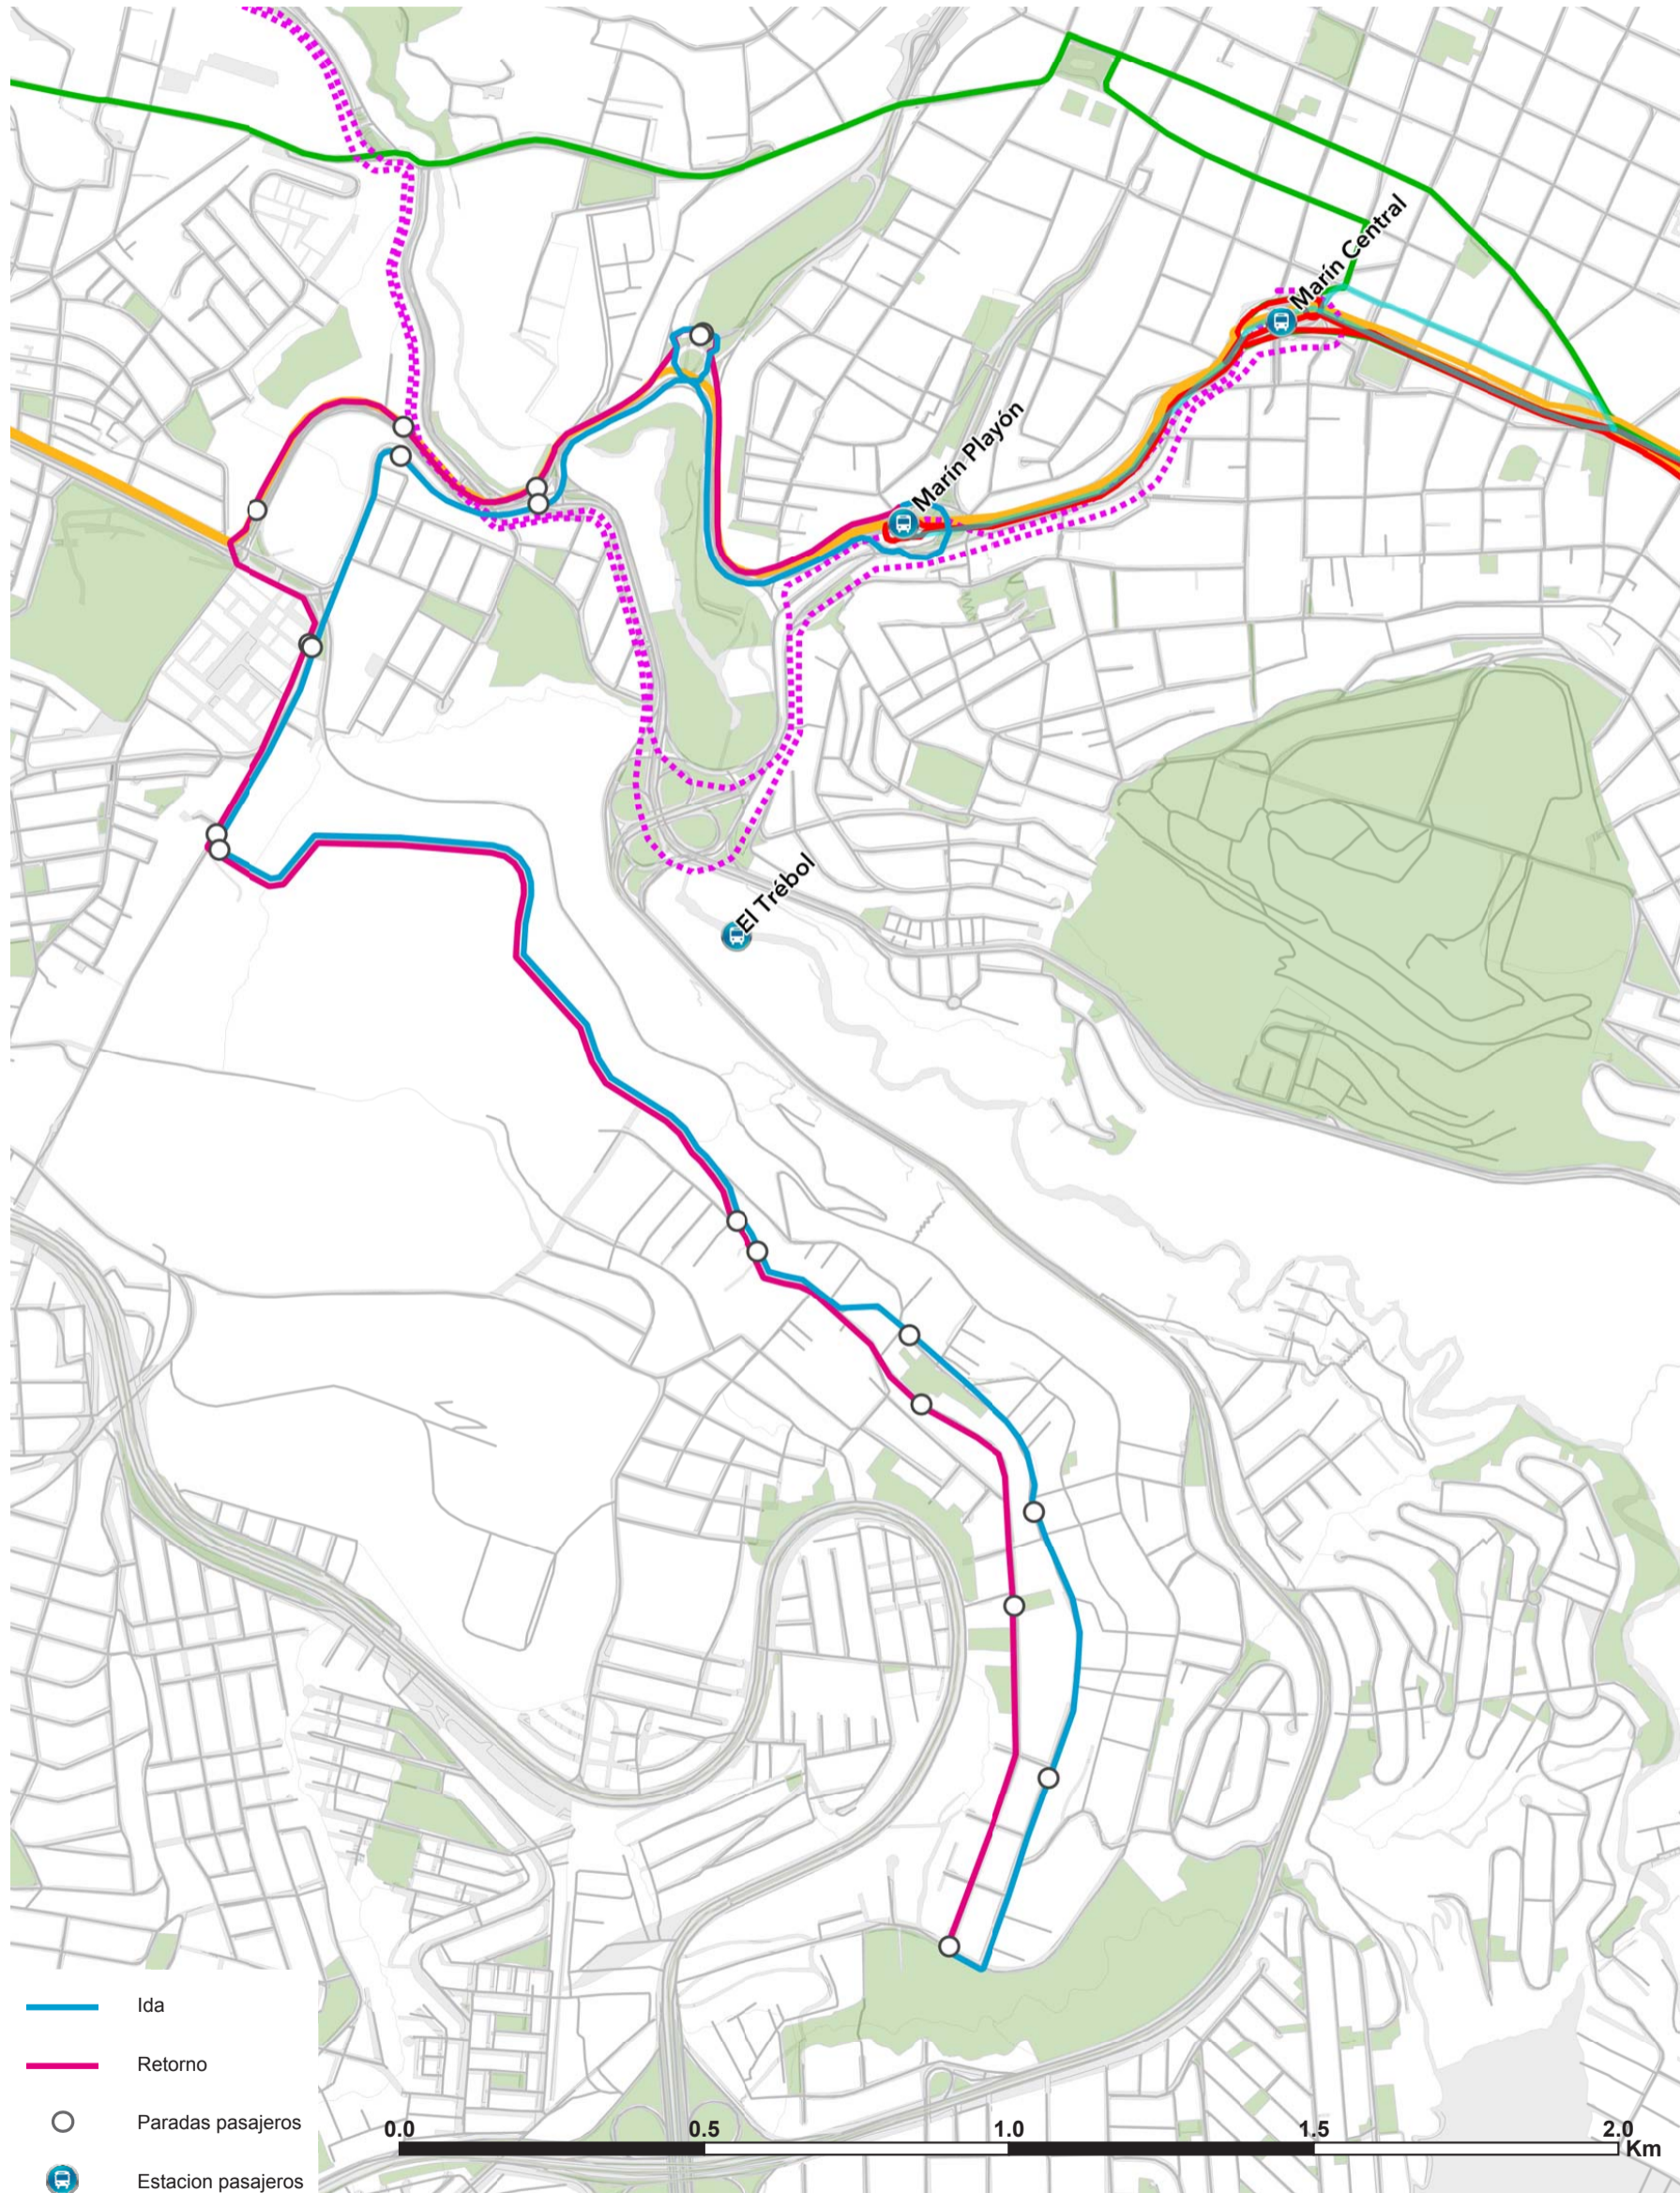 Marín Central
Marín Playón
El Trébol
Ida
Retorno
Paradas pasajeros
Estacion pasajeros
0.0 0.5 1.0 1.5 2.0
Km